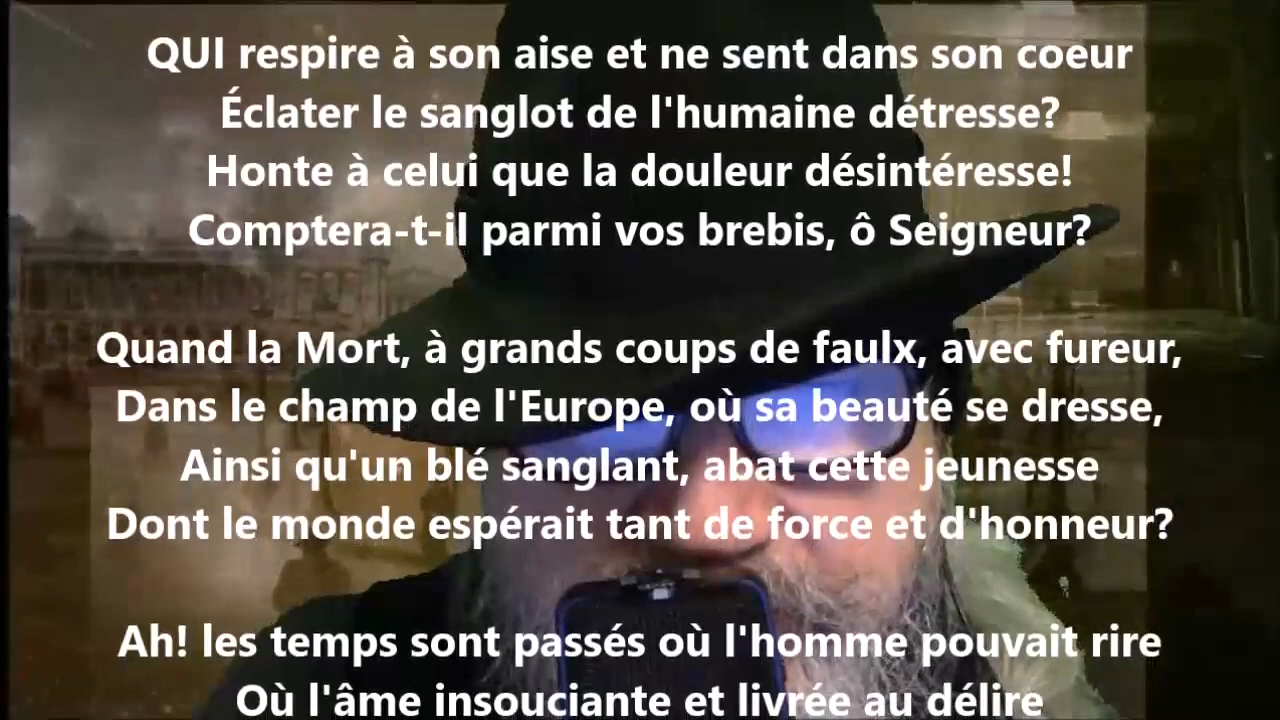 QUI respire à son aise et ne sent dans son coeur
Éclater le sanglot de l'humaine détresse?
Honte à celui que la douleur désintéresse!
Comptera-t-il parmi vos brebis, ô Seigneur?
Quand la Mort, à grands coups de faulx, avec fureur,
Dans le champ de l'Europe, où sa beauté se dresse,
Ainsi qu'un blé sanglant, abat cette jeunesse
Dont le monde espérait tant de force et d'honneur?
Ah! les temps sont passés où l'homme pouvait rire
Où l'âme insouciante et livrée au délire